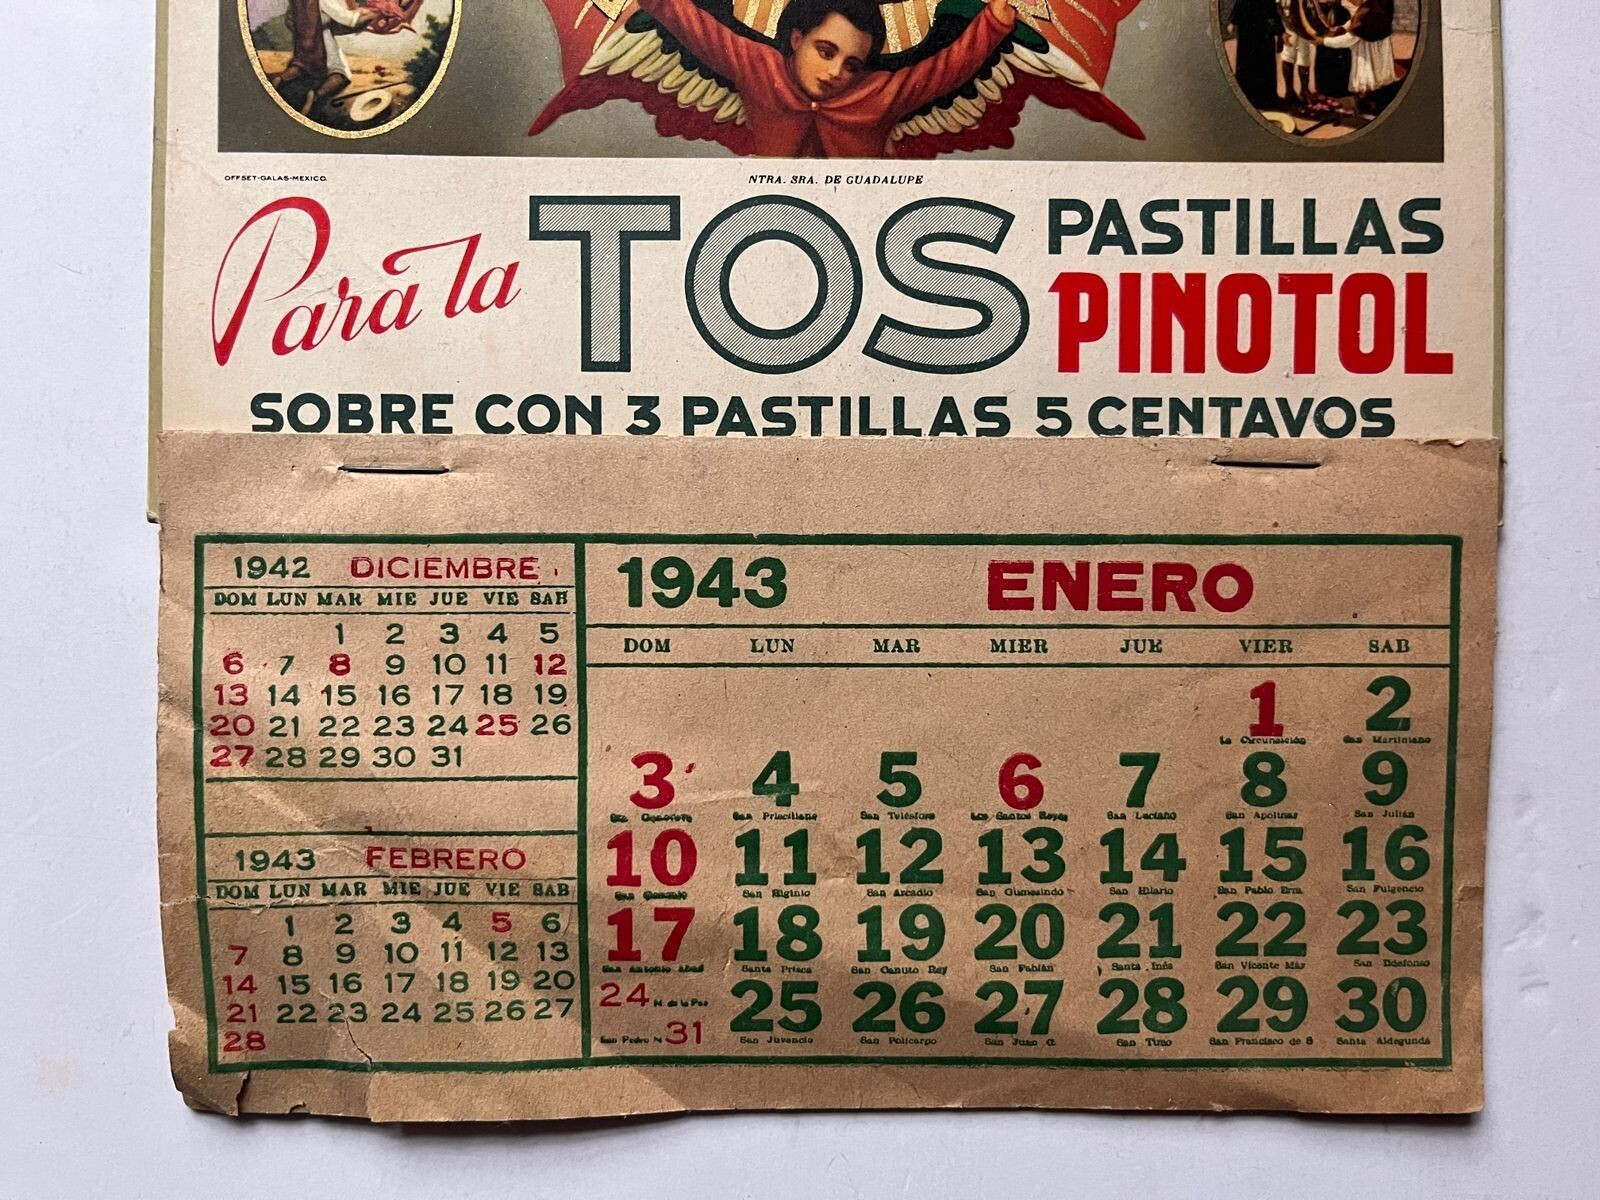 OFFSET-GALAS-MEXICO.
NTRA. SRA. DE GUADALUPE
Para la TOS PASTILLAS PINOTOL
SOBRE CON 3 PASTILLAS 5 CENTAVOS
1942 DICIEMBRE
DOM LUN MAR MIE JUE VIE SAB
1 2 3 4 5
6 7 8 9 10 11 12
13 14 15 16 17 18 19
20 21 22 23 24 25 26
27 28 29 30 31
1943 FEBRERO
DOM LUN MAR MIE JUE VIE SAB
1 2 3 4 5 6
7 8 9 10 11 12 13
14 15 16 17 18 19 20
21 22 23 24 25 26 27
28
1943 ENERO
DOM LUN MAR MIER JUE VIER SAB
1 2
La Circuncisión San Martiniano
3 4 5 6 7 8 9
Sta. Genoveva San Prisciliano San Telésforo Los Santos Reyes San Luciano San Apolinar San Julián
10 11 12 13 14 15 16
San Gonzalo San Higinio San Arcadio San Gumesindo San Hilario San Pablo Erm. San Fulgencio
17 18 19 20 21 22 23
San Antonio Abad Santa Prisca San Canuto Rey San Fabián Santa Inés San Vicente Már San Ildefonso
24 N. de la Paz 25 26 27 28 29 30
San Pedro N 31 San Juvencio San Policarpo San Juan C. San Tirso San Francisco de S Santa Aldegunda